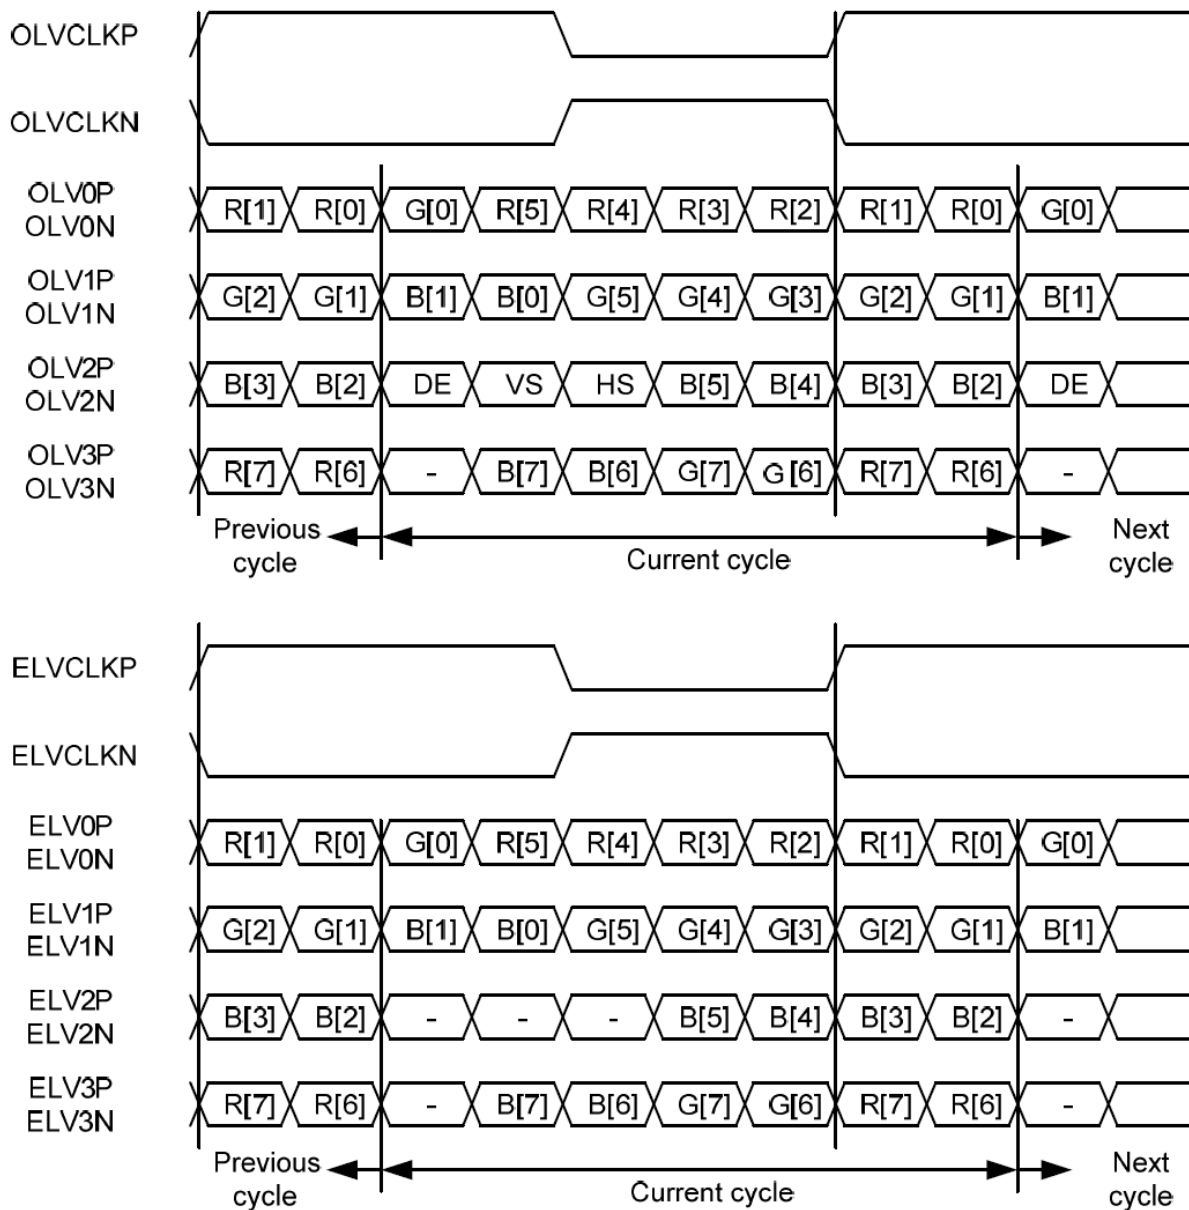 OLVCLKP
OLVCLKN
OLV0P
OLV0N
R[1] R[0] G[0] R[5] R[4] R[3] R[2] R[1] R[0] G[0]
OLV1P
OLV1N
G[2] G[1] B[1] B[0] G[5] G[4] G[3] G[2] G[1] B[1]
OLV2P
OLV2N
B[3] B[2] DE VS HS B[5] B[4] B[3] B[2] DE
OLV3P
OLV3N
R[7] R[6] - B[7] B[6] G[7] G[6] R[7] R[6] -
Previous
cycle
Current cycle
Next
cycle
ELVCLKP
ELVCLKN
ELV0P
ELV0N
R[1] R[0] G[0] R[5] R[4] R[3] R[2] R[1] R[0] G[0]
ELV1P
ELV1N
G[2] G[1] B[1] B[0] G[5] G[4] G[3] G[2] G[1] B[1]
ELV2P
ELV2N
B[3] B[2] - - - B[5] B[4] B[3] B[2] -
ELV3P
ELV3N
R[7] R[6] - B[7] B[6] G[7] G[6] R[7] R[6] -
Previous
cycle
Current cycle
Next
cycle